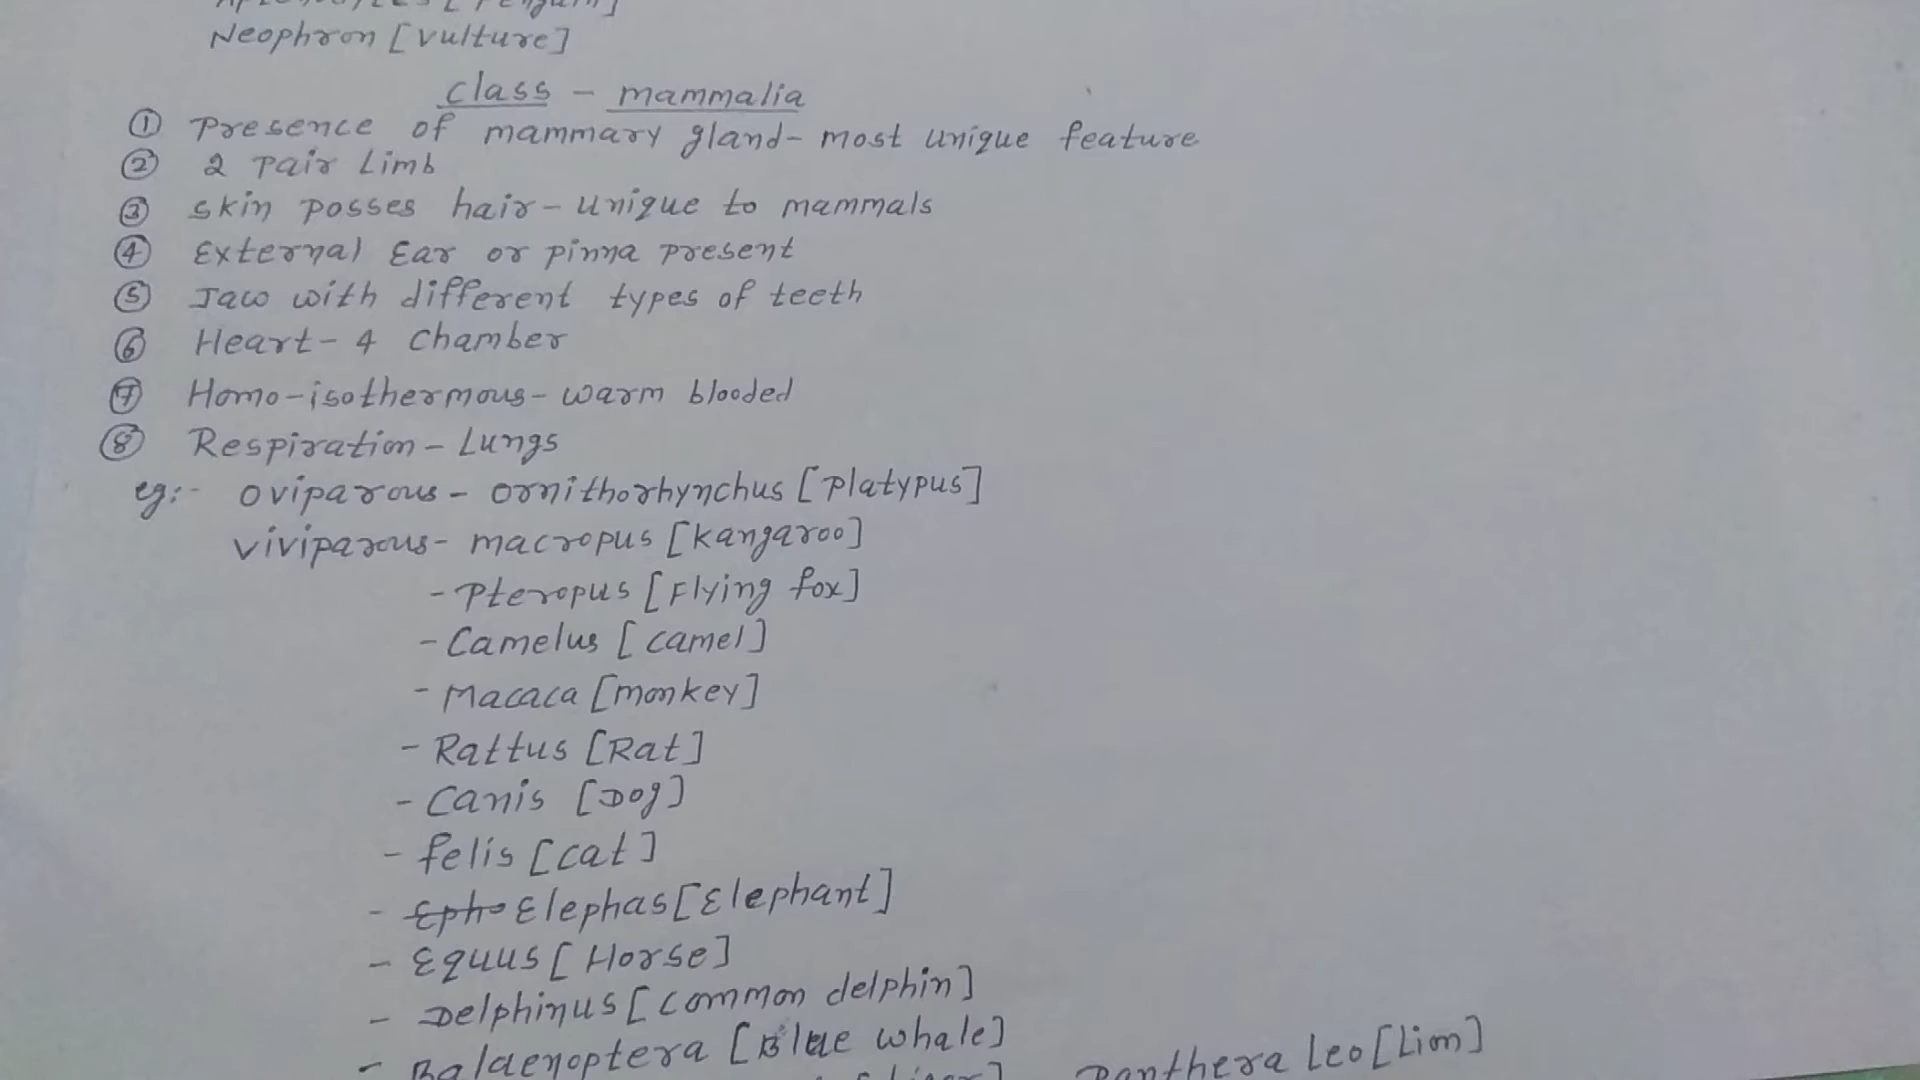 Neophron [vulture]
class - mammalia
① Presence of mammary gland- most unique feature
② 2 Pair Limb
③ skin posses hair - unique to mammals
④ External Ear or pinna present
⑤ Jaw with different types of teeth
⑥ Heart- 4 chamber
⑦ Homo-isothermous- warm blooded
⑧ Respiration - Lungs
eg:- oviparous - ornithorhynchus [Platypus]
viviparous- macropus [kangaroo]
- Pteropus [Flying fox]
- Camelus [camel]
- Macaca [monkey]
- Rattus [Rat]
- Canis [Dog]
- felis [cat]
- Epho Elephas [Elephant]
- Equus [Horse]
- Delphinus [common delphin]
- Balaenoptera [Blue whale]
Panthera Leo [Lion]